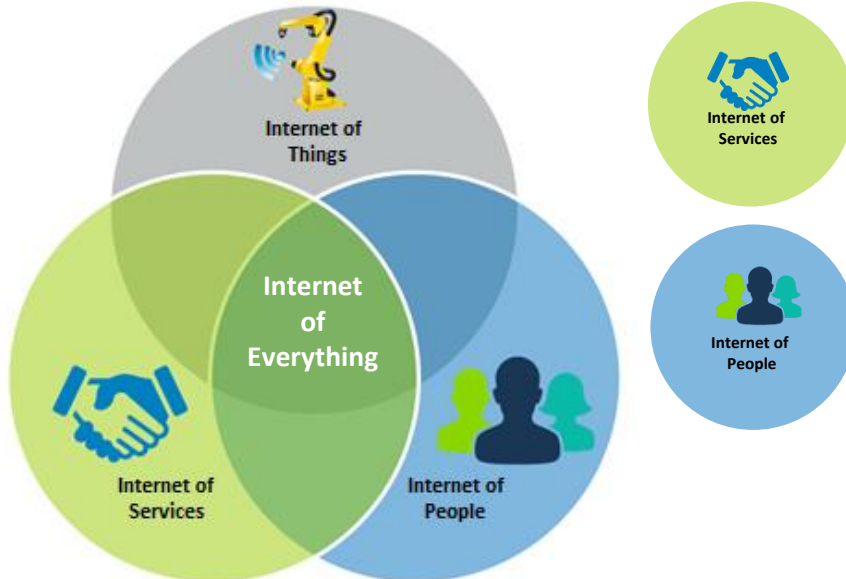 Internet of
Things
Internet
of
Everything
Internet of
Services
Internet of
People
Internet of
Services
Internet of
People